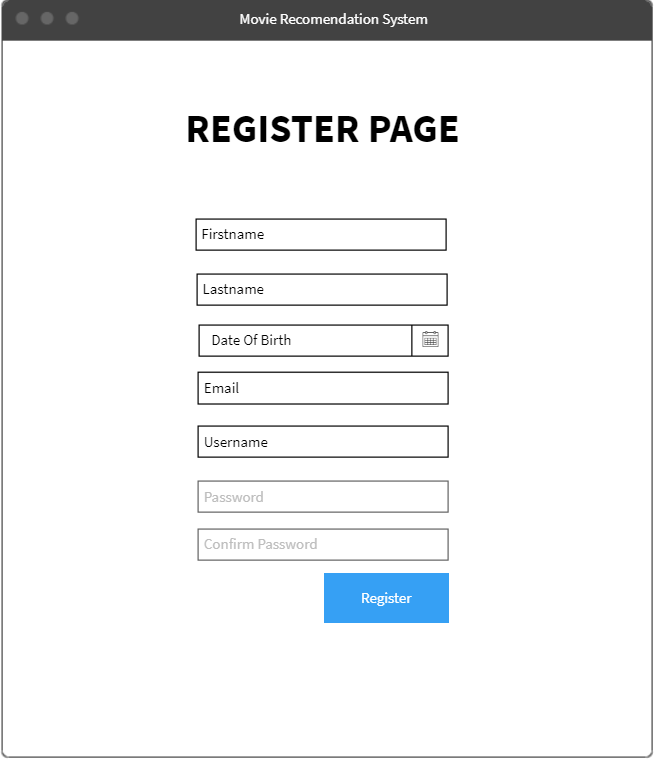 Movie Recomendation System
REGISTER PAGE
Firstname
Lastname
Date Of Birth
Email
Username
Password
Confirm Password
Register